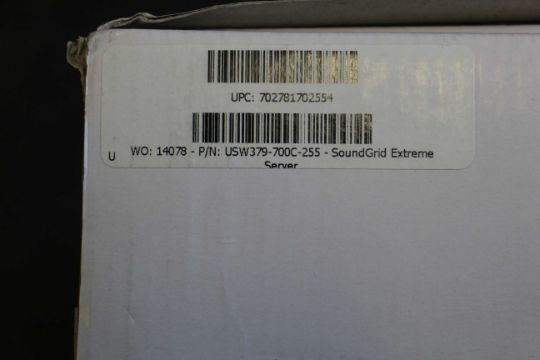 UPC: 702781702554
U WO: 14078 - P/N: USW379-700C-255 - SoundGrid Extreme
Server